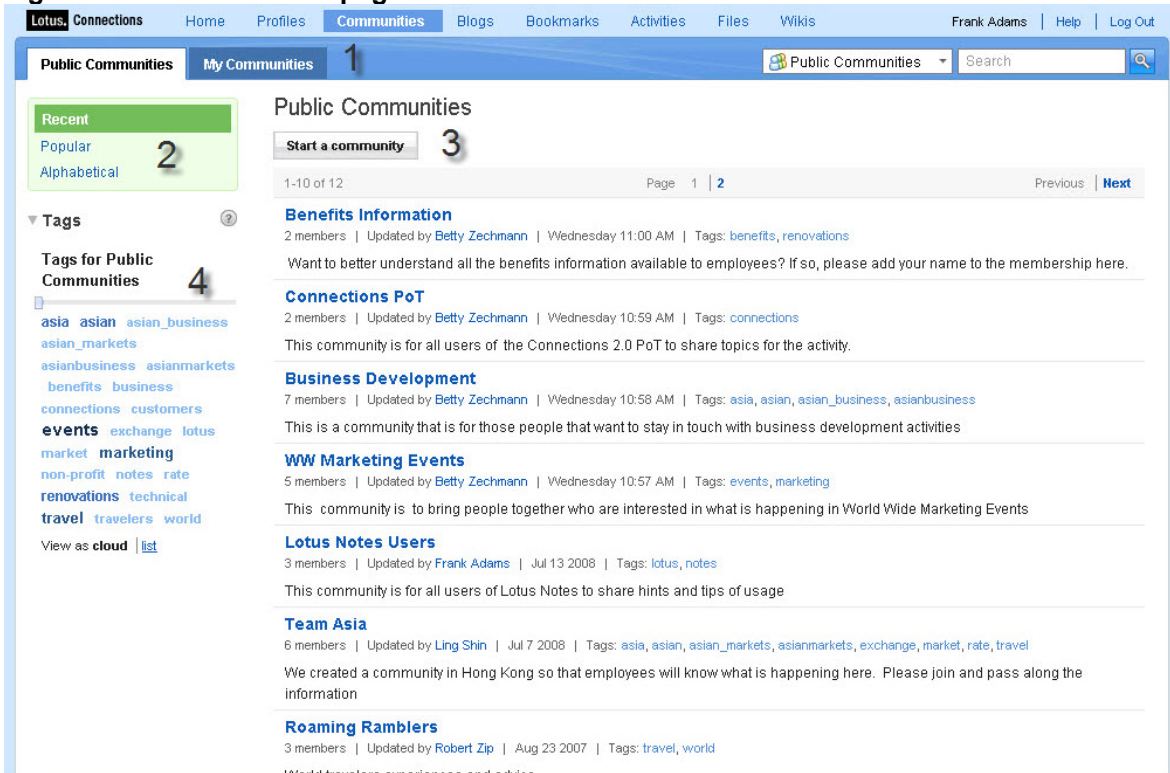 Lotus. Connections Home Profiles Communities Blogs Bookmarks Activities Files Wikis Frank Adams | Help | Log Out
Public Communities My Communities 1 Public Communities Search
Recent
Popular
Alphabetical
2
Tags
Tags for Public
Communities
4
asia asian asian_business
asian_markets
asianbusiness asianmarkets
benefits business
connections customers
events exchange lotus
market marketing
non-profit notes rate
renovations technical
travel travelers world
View as cloud | list
Public Communities
Start a community 3
1-10 of 12 Page 1 | 2 Previous | Next
Benefits Information
2 members | Updated by Betty Zechmann | Wednesday 11:00 AM | Tags: benefits, renovations
Want to better understand all the benefits information available to employees? If so, please add your name to the membership here.
Connections PoT
2 members | Updated by Betty Zechmann | Wednesday 10:59 AM | Tags: connections
This community is for all users of the Connections 2.0 PoT to share topics for the activity.
Business Development
7 members | Updated by Betty Zechmann | Wednesday 10:58 AM | Tags: asia, asian, asian_business, asianbusiness
This is a community that is for those people that want to stay in touch with business development activities
WW Marketing Events
5 members | Updated by Betty Zechmann | Wednesday 10:57 AM | Tags: events, marketing
This community is to bring people together who are interested in what is happening in World Wide Marketing Events
Lotus Notes Users
3 members | Updated by Frank Adams | Jul 13 2008 | Tags: lotus, notes
This community is for all users of Lotus Notes to share hints and tips of usage
Team Asia
6 members | Updated by Ling Shin | Jul 7 2008 | Tags: asia, asian, asian_markets, asianmarkets, exchange, market, rate, travel
We created a community in Hong Kong so that employees will know what is happening here. Please join and pass along the
information
Roaming Ramblers
3 members | Updated by Robert Zip | Aug 23 2007 | Tags: travel, world